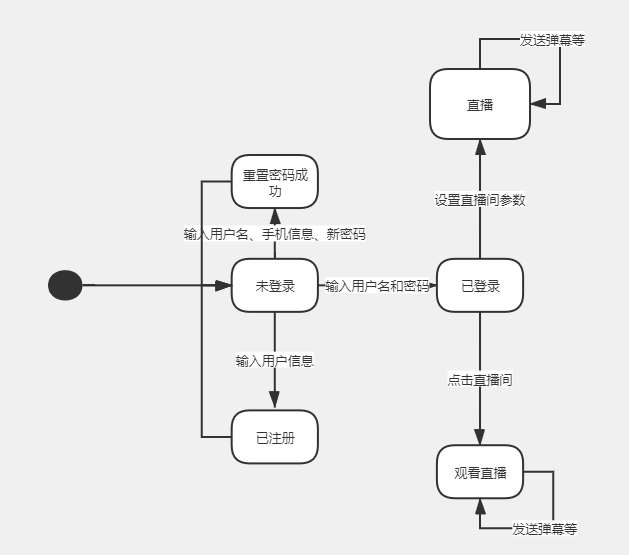 发送弹幕等
直播
设置直播间参数
重置密码成
功
输入用户名、手机信息、新密码
未登录
输入用户名和密码
已登录
输入用户信息
点击直播间
已注册
观看直播
发送弹幕等